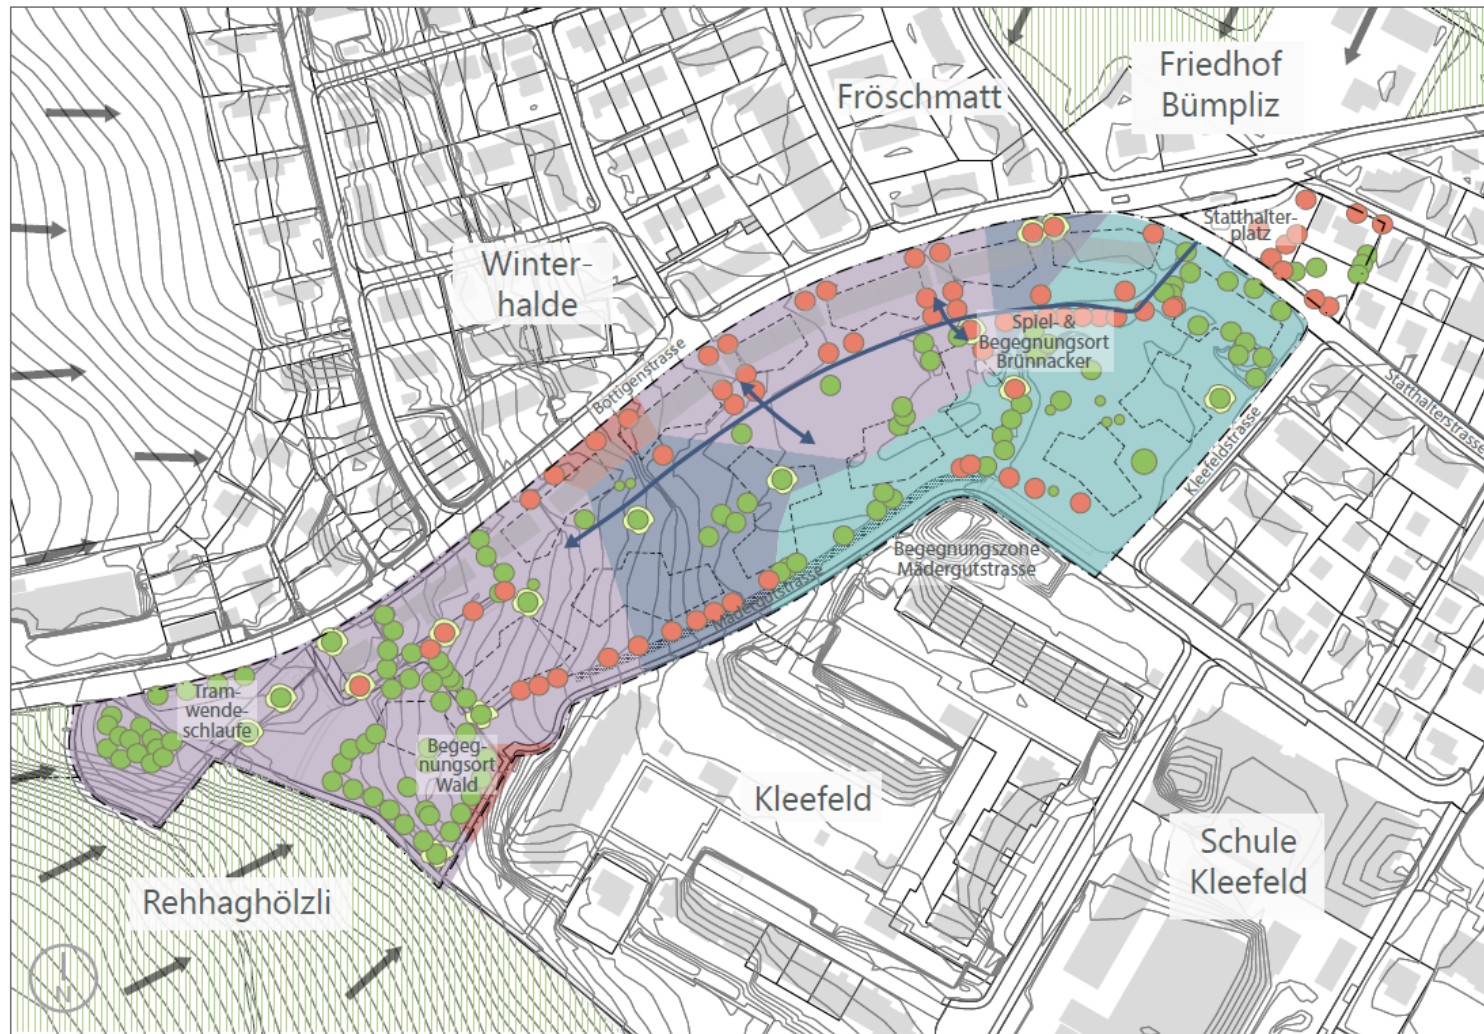 Friedhof
Bümpliz
Fröschmatt
Statthalter-
platz
Winter-
halde
Spiel- &
Begegnungsort
Brünnacker
Bottigenstrasse
Statthalterstrasse
Kleefeldstrasse
Begegnungszone
Mädergutstrasse
Mädergutstrasse
Tram-
wende-
schlaufe
Begeg-
nungsort
Wald
Kleefeld
Schule
Kleefeld
Rehhaghölzli
N